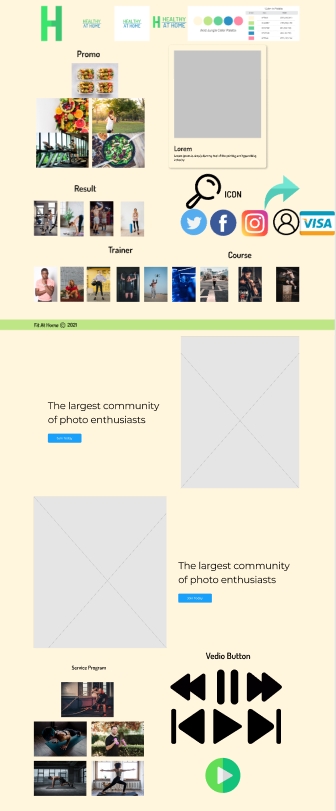 H
HEALTHY
AT HOME
HEALTHY
AT HOME
HEALTHY
AT HOME
Promo
Lorem
Result
ICON
VISA
Trainer
Course
Fit At Home © 2021
The largest community
of photo enthusiasts
The largest community
of photo enthusiasts
Service Program
Vedio Button